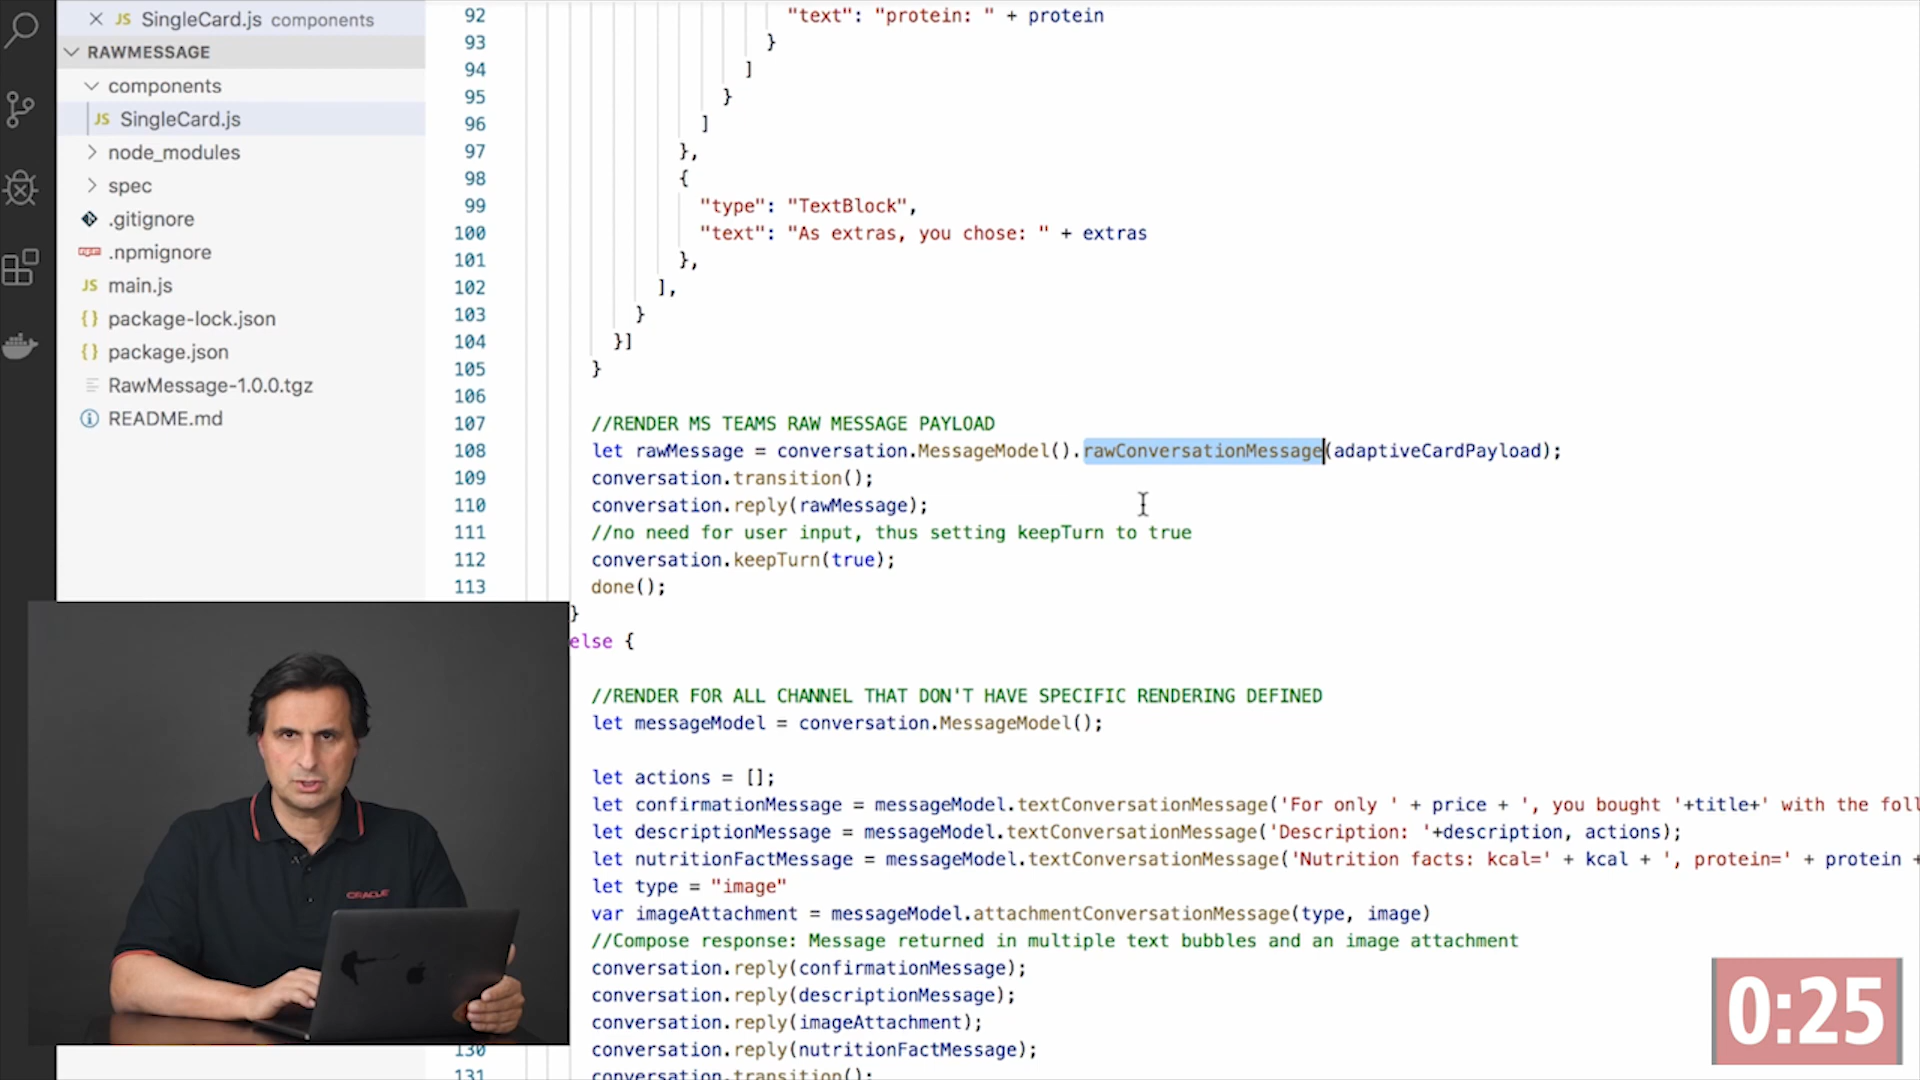 SingleCard.js components
RAWMESSAGE
components
JS SingleCard.js
node_modules
spec
.gitignore
.npmignore
JS main.js
{} package-lock.json
{} package.json
RawMessage-1.0.0.tgz
README.md
92 "text": "protein: " + protein
93 }
94 ]
95 }
96 ]
97 },
98 {
99 "type": "TextBlock",
100 "text": "As extras, you chose: " + extras
101 },
102 ],
103 }
104 }]
105 }
106
107 //RENDER MS TEAMS RAW MESSAGE PAYLOAD
108 let rawMessage = conversation.MessageModel().rawConversationMessage(adaptiveCardPayload);
109 conversation.transition();
110 conversation.reply(rawMessage);
111 //no need for user input, thus setting keepTurn to true
112 conversation.keepTurn(true);
113 done();
}
else {
//RENDER FOR ALL CHANNEL THAT DON'T HAVE SPECIFIC RENDERING DEFINED
let messageModel = conversation.MessageModel();
let actions = [];
let confirmationMessage = messageModel.textConversationMessage('For only ' + price + ', you bought '+title+' with the foll
let descriptionMessage = messageModel.textConversationMessage('Description: '+description, actions);
let nutritionFactMessage = messageModel.textConversationMessage('Nutrition facts: kcal=' + kcal + ', protein=' + protein +
let type = "image"
var imageAttachment = messageModel.attachmentConversationMessage(type, image)
//Compose response: Message returned in multiple text bubbles and an image attachment
conversation.reply(confirmationMessage);
conversation.reply(descriptionMessage);
conversation.reply(imageAttachment);
130 conversation.reply(nutritionFactMessage);
131 conversation.transition();
ORACLE
0:25